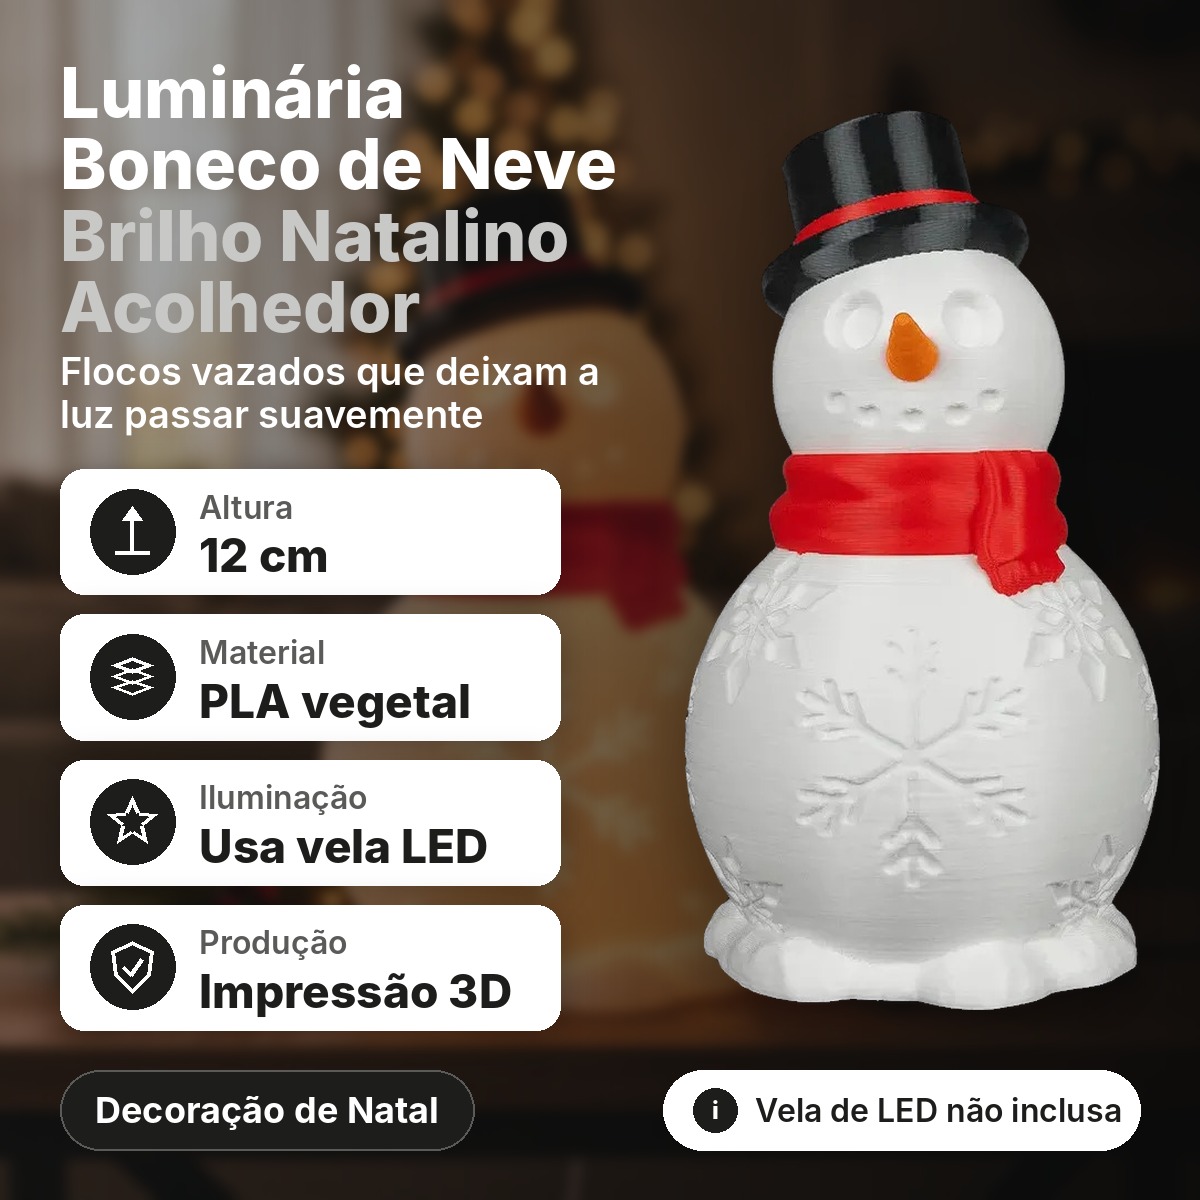 Luminária
Boneco de Neve
Brilho Natalino
Acolhedor
Flocos vazados que deixam a
luz passar suavemente
Altura
12 cm
Material
PLA vegetal
Iluminação
Usa vela LED
Produção
Impressão 3D
Decoração de Natal
i Vela de LED não inclusa